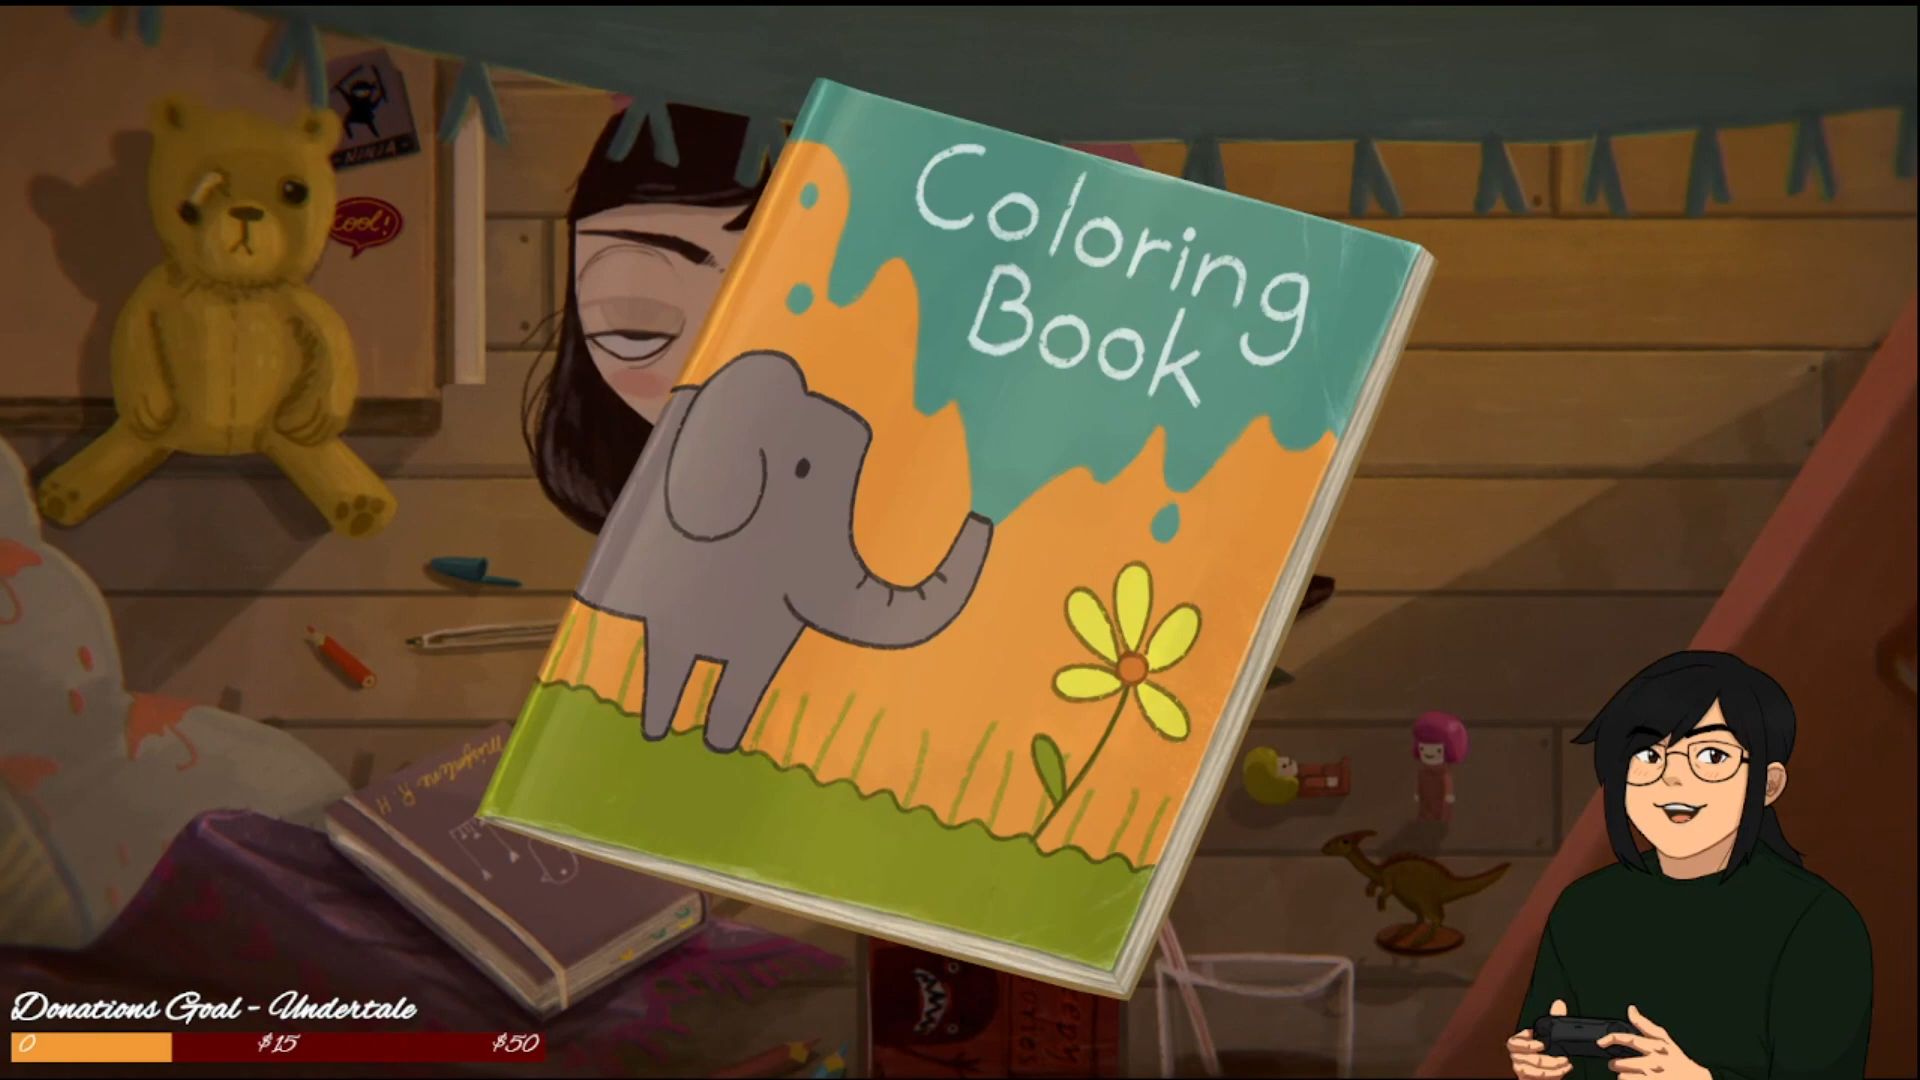 NINJA
Cool!
Coloring
Book
Donations Goal - Undertale
0 $15 $50